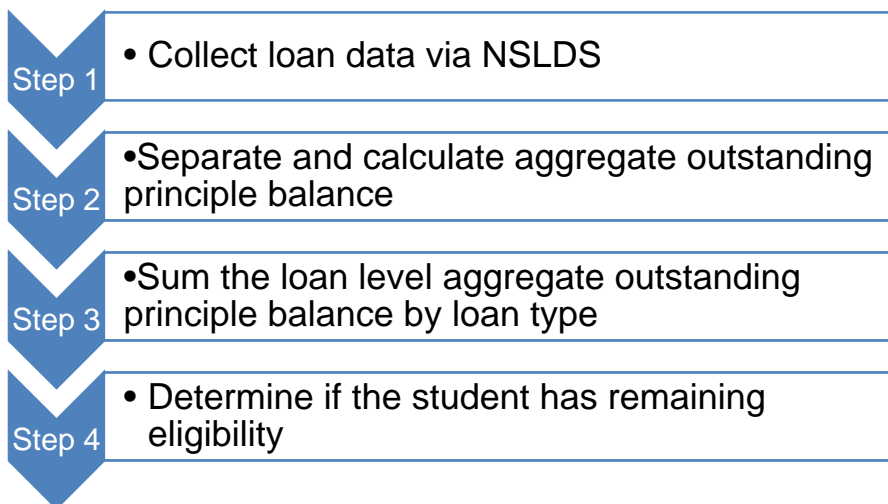 Step 1
• Collect loan data via NSLDS
Step 2
•Separate and calculate aggregate outstanding
principle balance
Step 3
•Sum the loan level aggregate outstanding
principle balance by loan type
Step 4
• Determine if the student has remaining
eligibility